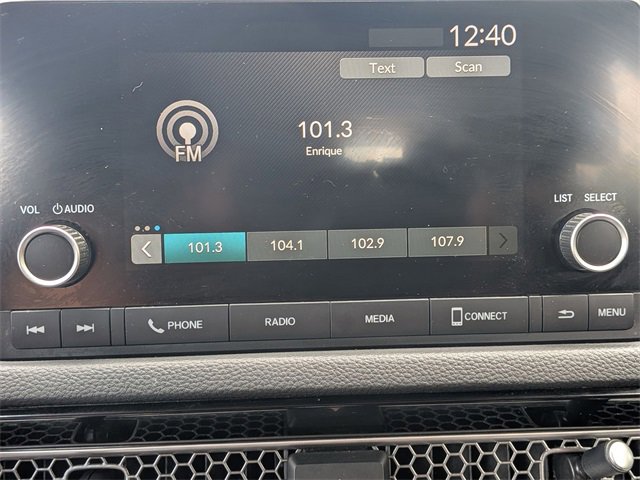 12:40
Text Scan
101.3
Enrique
FM
VOL AUDIO
LIST SELECT
101.3 104.1 102.9 107.9
PHONE RADIO MEDIA CONNECT MENU